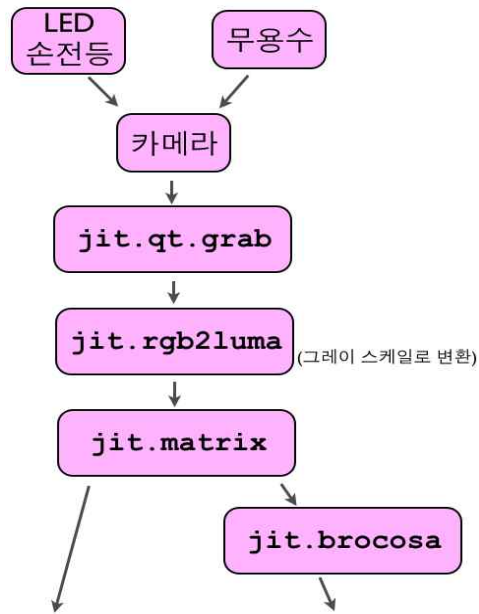 LED
손전등
무용수
카메라
jit.qt.grab
jit.rgb2luma
(그레이 스케일로 변환)
jit.matrix
jit.brocosa